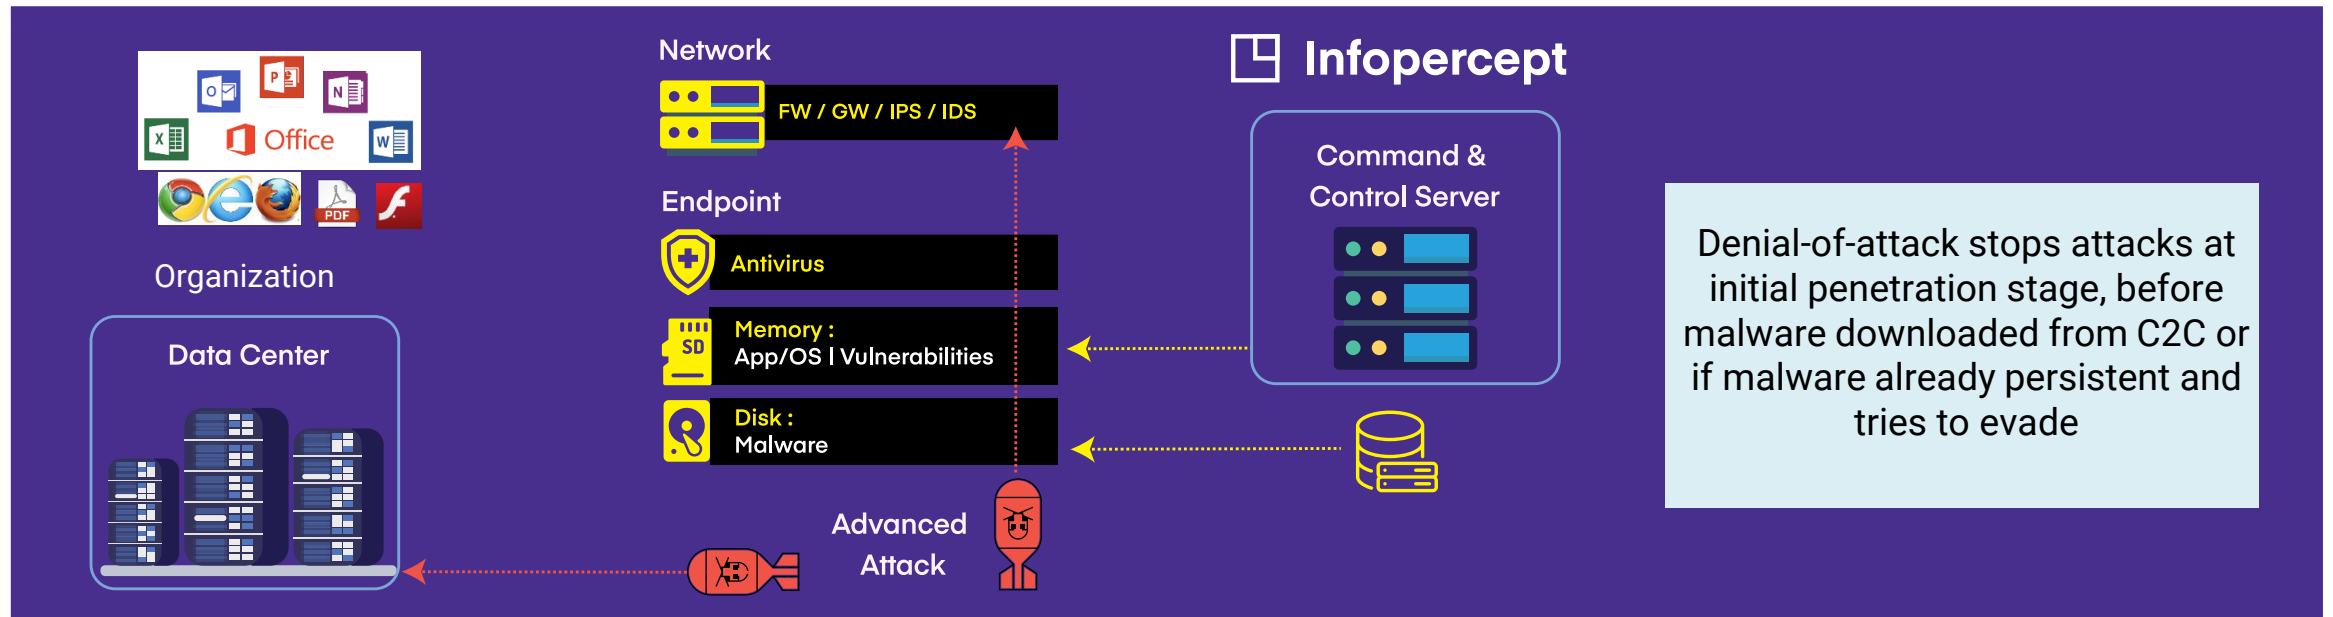 Office
PDF
Organization
Data Center
Network
FW / GW / IPS / IDS
Endpoint
Antivirus
SD
Memory :
App/OS | Vulnerabilities
Disk :
Malware
Advanced
Attack
Infopercept
Command &
Control Server
Denial-of-attack stops attacks at
initial penetration stage, before
malware downloaded from C2C or
if malware already persistent and
tries to evade